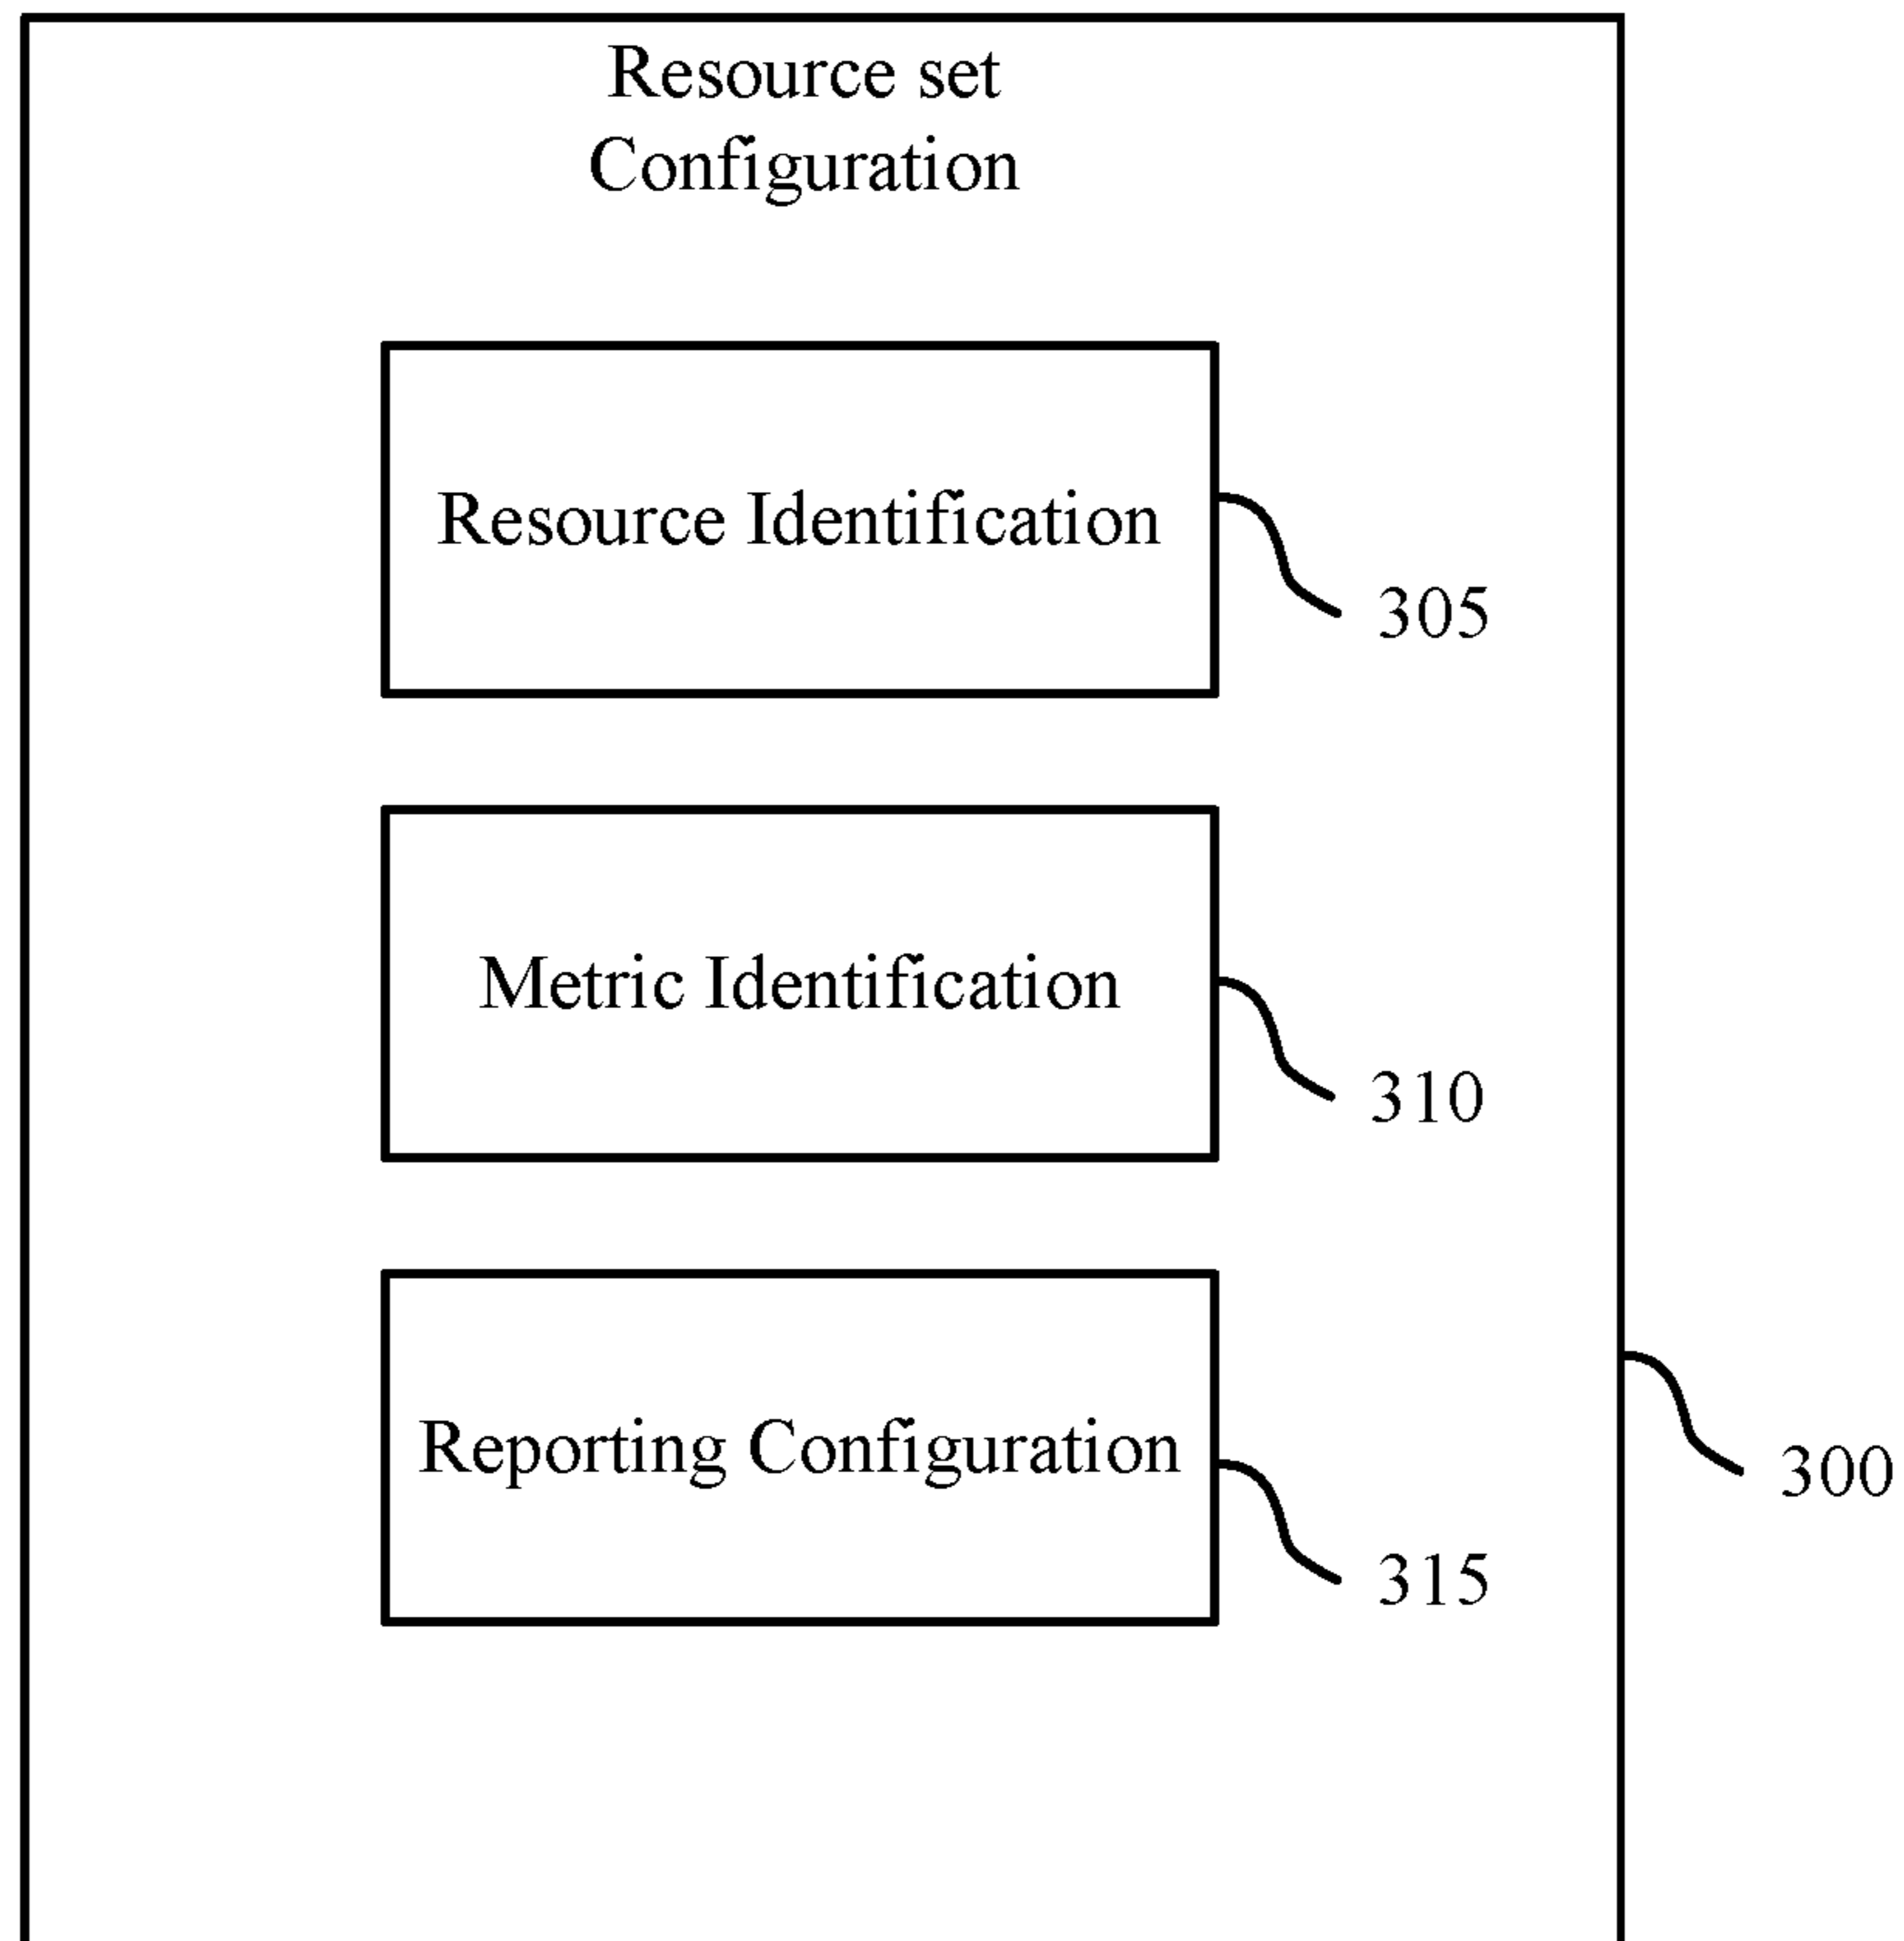 Resource set
Configuration
Resource Identification
305
Metric Identification
310
Reporting Configuration
300
315